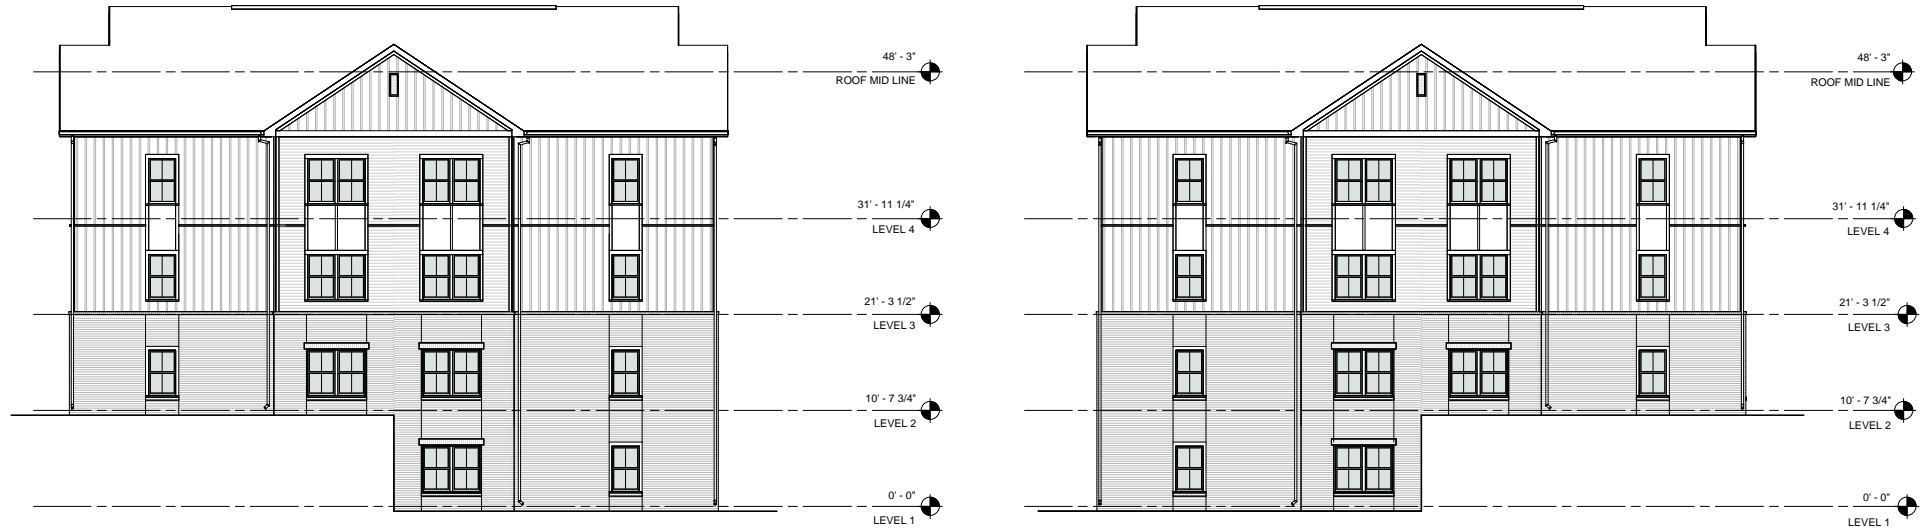 48' - 3"
ROOF MID LINE
31' - 11 1/4"
LEVEL 4
21' - 3 1/2"
LEVEL 3
10' - 7 3/4"
LEVEL 2
0' - 0"
LEVEL 1
48' - 3"
ROOF MID LINE
31' - 11 1/4"
LEVEL 4
21' - 3 1/2"
LEVEL 3
10' - 7 3/4"
LEVEL 2
0' - 0"
LEVEL 1